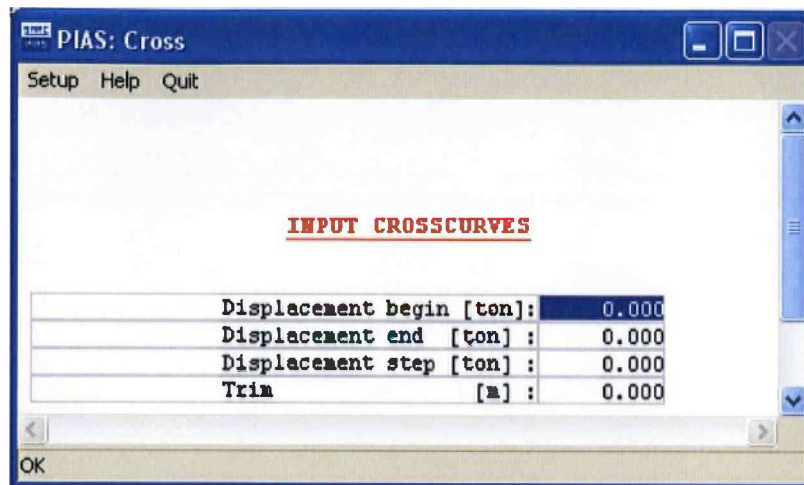 PIAS: Cross
Setup Help Quit
INPUT CROSSCURVES
Displacement begin [ton]: 0.000
Displacement end [ton] : 0.000
Displacement step [ton] : 0.000
Trim [m] : 0.000
OK